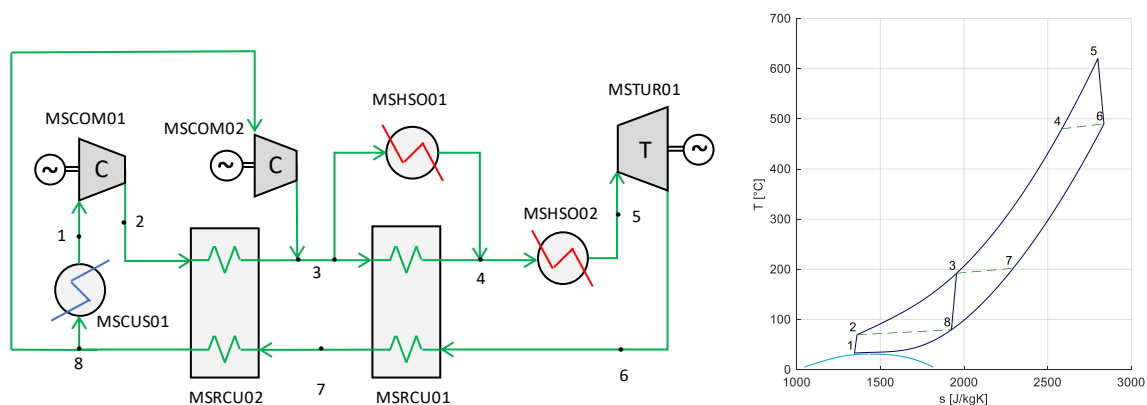 MSCOM01
MSCOM02
MSHSO01
MSTUR01
~
C
~
C
T
~
1
2
MSHSO02
5
3
4
MSCUS01
8
7
6
MSRCU02
MSRCU01
700
600
500
400
300
200
100
0
T [°C]
1000
1500
2000
2500
3000
s [J/kgK]
5
4
6
3
7
2
8
1